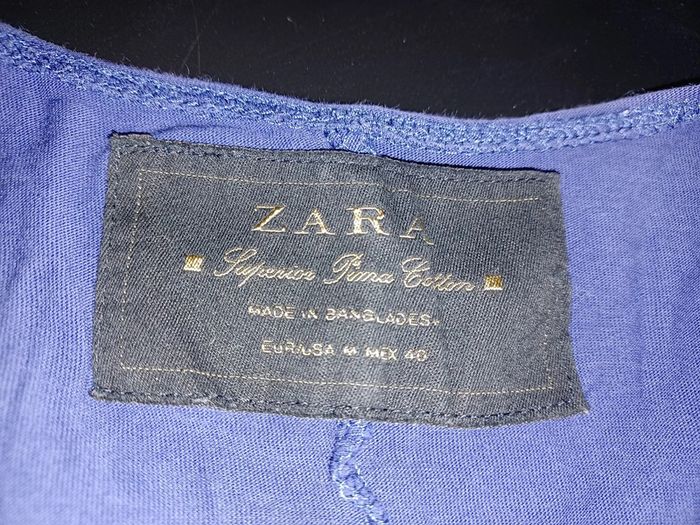 ZARA
Superior Pima Cotton
MADE IN BANGLADESH
EUR/USA M MEX 40